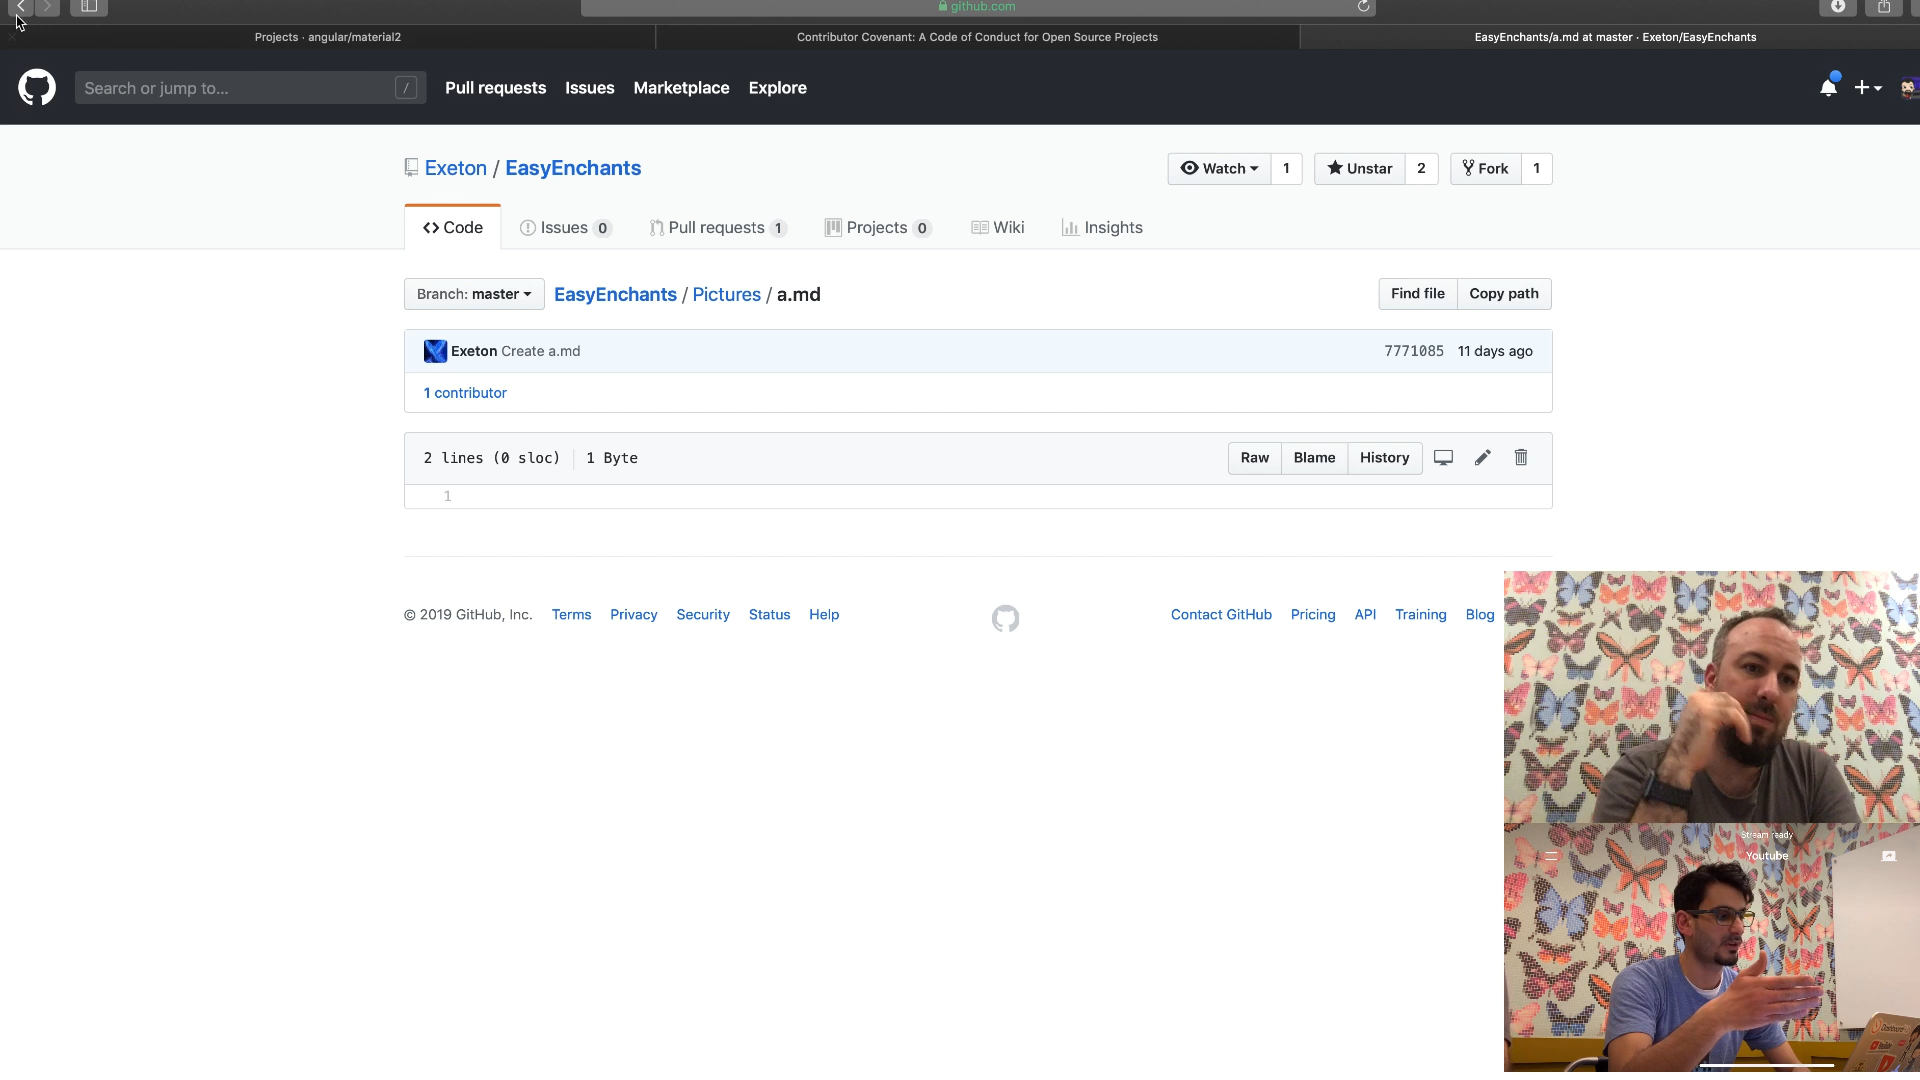 github.com
Projects · angular/material2
Contributor Covenant: A Code of Conduct for Open Source Projects
EasyEnchants/a.md at master · Exeton/EasyEnchants
Search or jump to... /
Pull requests Issues Marketplace Explore
Exeton / EasyEnchants
Watch 1 Unstar 2 Fork 1
Code Issues 0 Pull requests 1 Projects 0 Wiki Insights
Branch: master EasyEnchants / Pictures / a.md Find file Copy path
Exeton Create a.md 7771085 11 days ago
1 contributor
2 lines (0 sloc) 1 Byte Raw Blame History
1
© 2019 GitHub, Inc. Terms Privacy Security Status Help Contact GitHub Pricing API Training Blog
Stream ready
Youtube